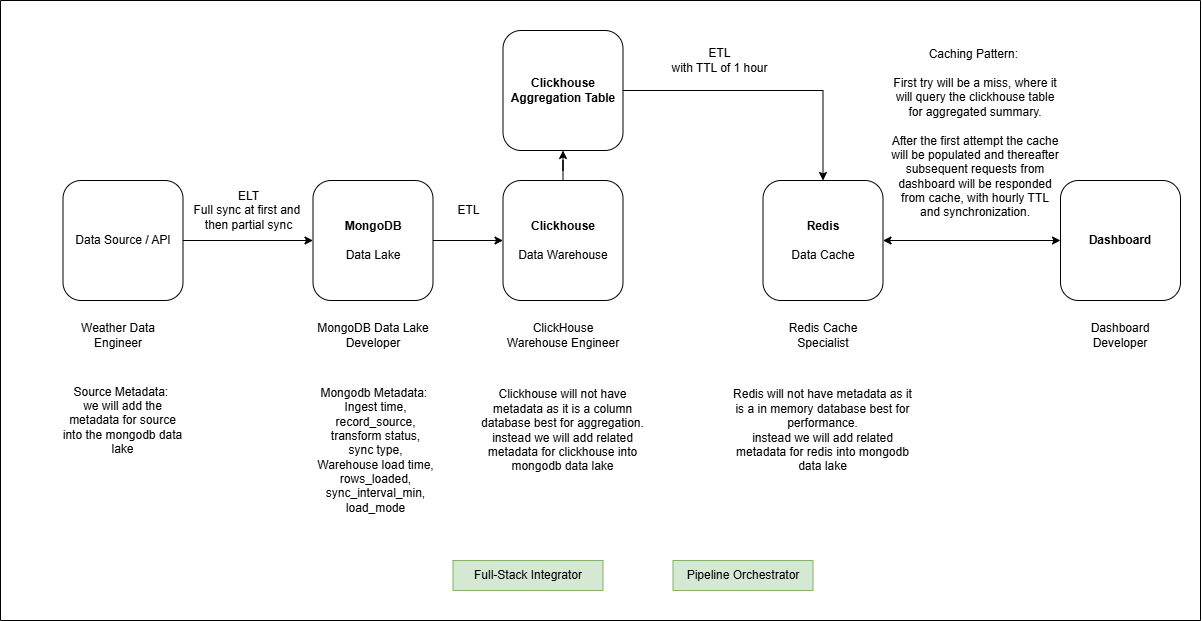 Clickhouse
Aggregation Table
ETL
with TTL of 1 hour
Caching Pattern:
First try will be a miss, where it
will query the clickhouse table
for aggregated summary.
After the first attempt the cache
will be populated and thereafter
subsequent requests from
dashboard will be responded
from cache, with hourly TTL
and synchronization.
Data Source / API
ELT
Full sync at first and
then partial sync
MongoDB
Data Lake
ETL
Clickhouse
Data Warehouse
Redis
Data Cache
Dashboard
Weather Data
Engineer
MongoDB Data Lake
Developer
ClickHouse
Warehouse Engineer
Redis Cache
Specialist
Dashboard
Developer
Source Metadata:
we will add the
metadata for source
into the mongodb data
lake
Mongodb Metadata:
Ingest time,
record_source,
transform status,
sync type,
Warehouse load time,
rows_loaded,
sync_interval_min,
load_mode
Clickhouse will not have
metadata as it is a column
database best for aggregation.
instead we will add related
metadata for clickhouse into
mongodb data lake
Redis will not have metadata as it
is a in memory database best for
performance.
instead we will add related
metadata for redis into mongodb
data lake
Full-Stack Integrator
Pipeline Orchestrator